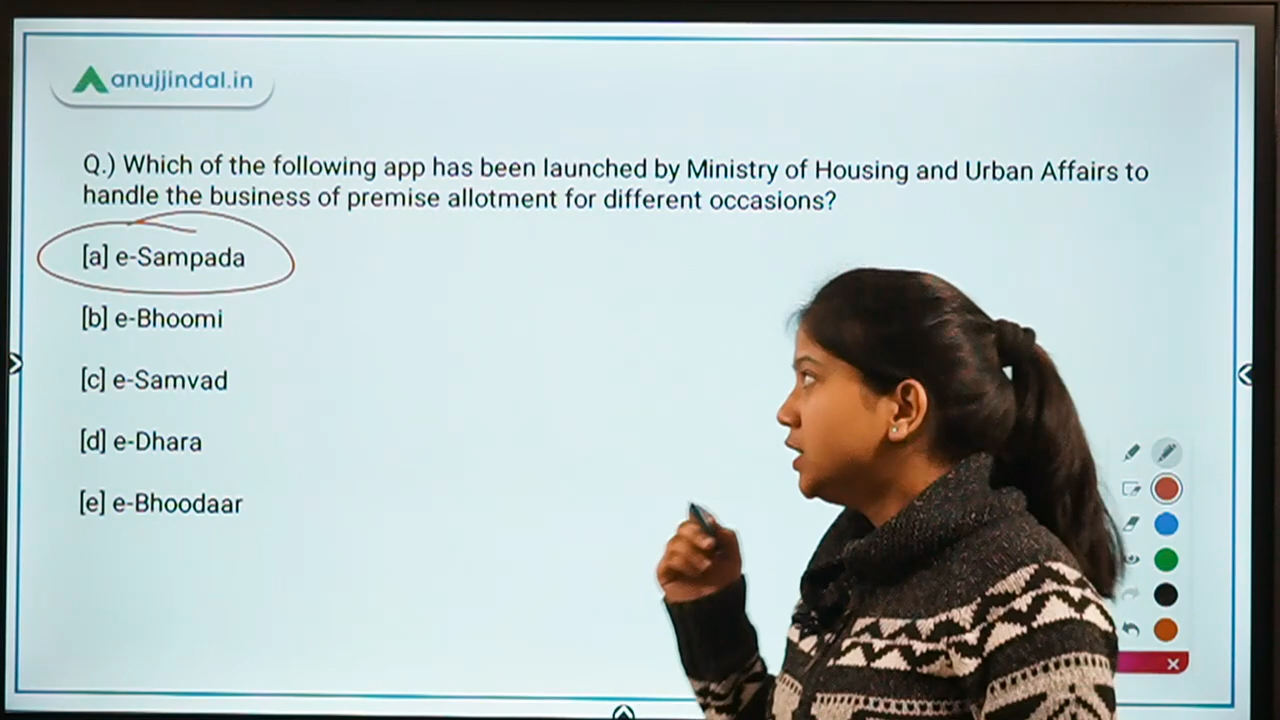 anujjindal.in
Q.) Which of the following app has been launched by Ministry of Housing and Urban Affairs to
handle the business of premise allotment for different occasions?
[a] e-Sampada
[b] e-Bhoomi
[c] e-Samvad
[d] e-Dhara
[e] e-Bhoodaar